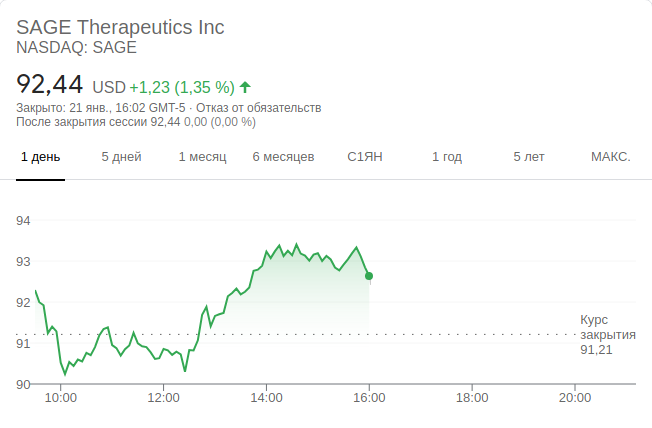 SAGE Therapeutics Inc
NASDAQ: SAGE
92,44 USD +1,23 (1,35 %)
Закрыто: 21 янв., 16:02 GMT-5 · Отказ от обязательств
После закрытия сессии 92,44 0,00 (0,00 %)
1 день 5 дней 1 месяц 6 месяцев С1ЯН 1 год 5 лет МАКС.
94
93
92
Курс
закрытия
91,21
91
90
10:00 12:00 14:00 16:00 18:00 20:00